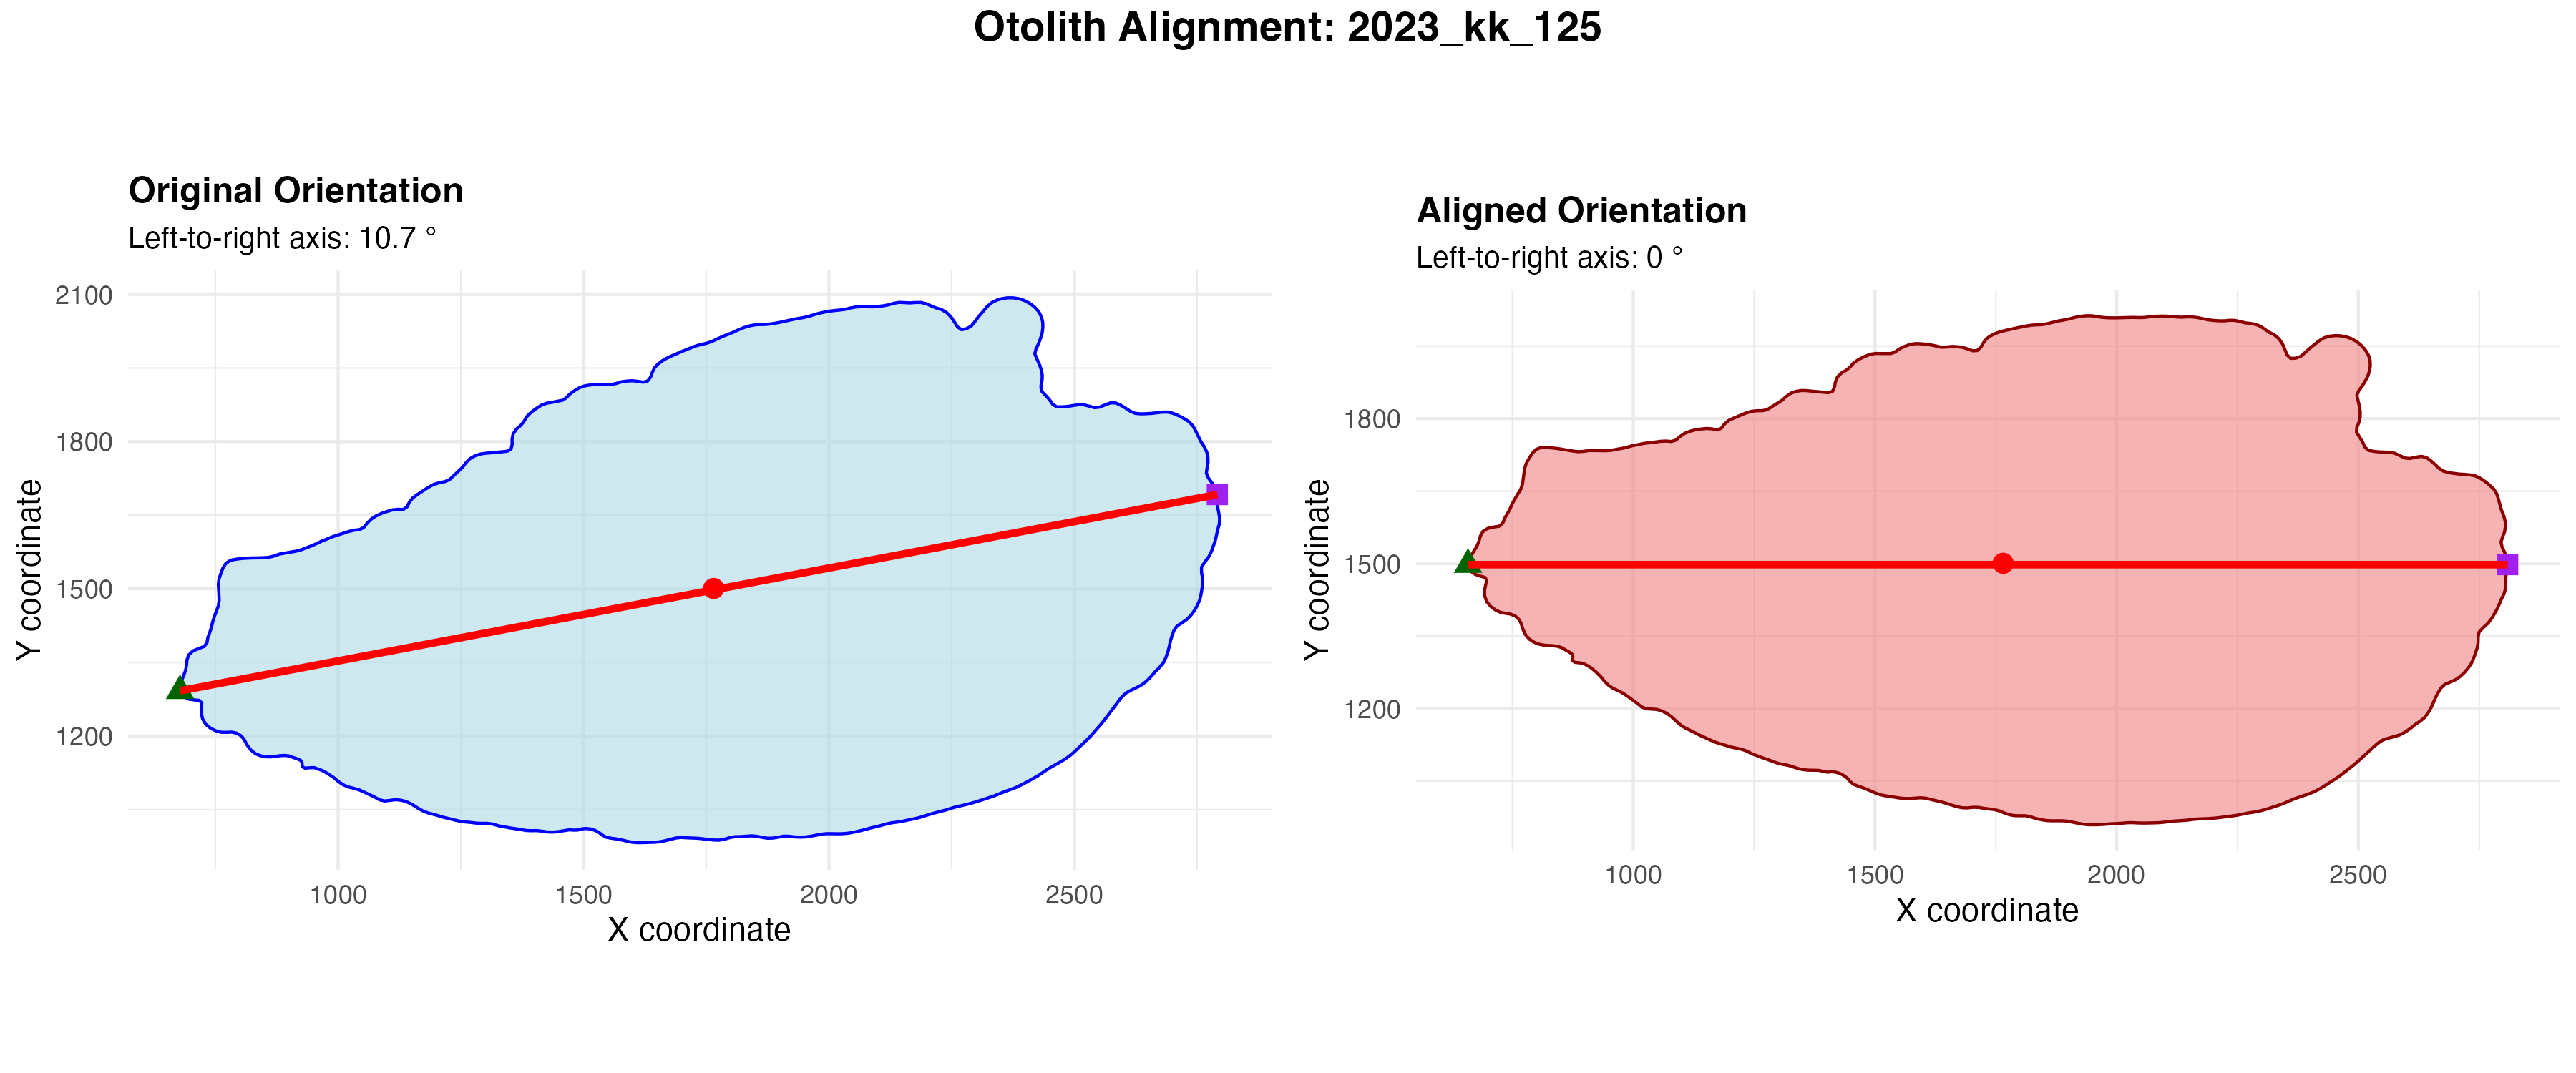 Otolith Alignment: 2023_kk_125
Original Orientation
Left-to-right axis: 10.7 °
2100
1800
1500
1200
Y coordinate
1000 1500 2000 2500
X coordinate
Aligned Orientation
Left-to-right axis: 0 °
1800
1500
1200
Y coordinate
1000 1500 2000 2500
X coordinate